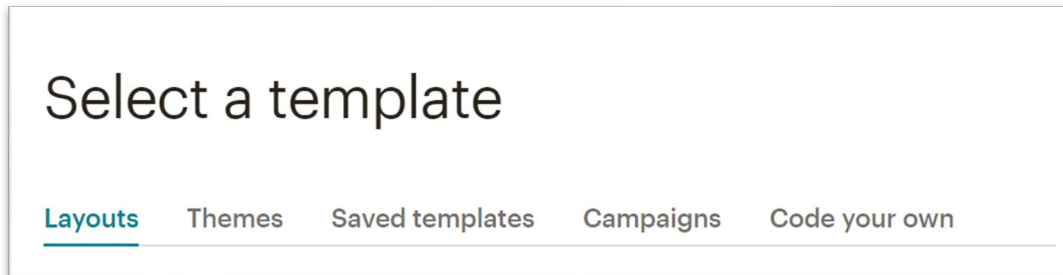 Select a template
Layouts Themes Saved templates Campaigns Code your own